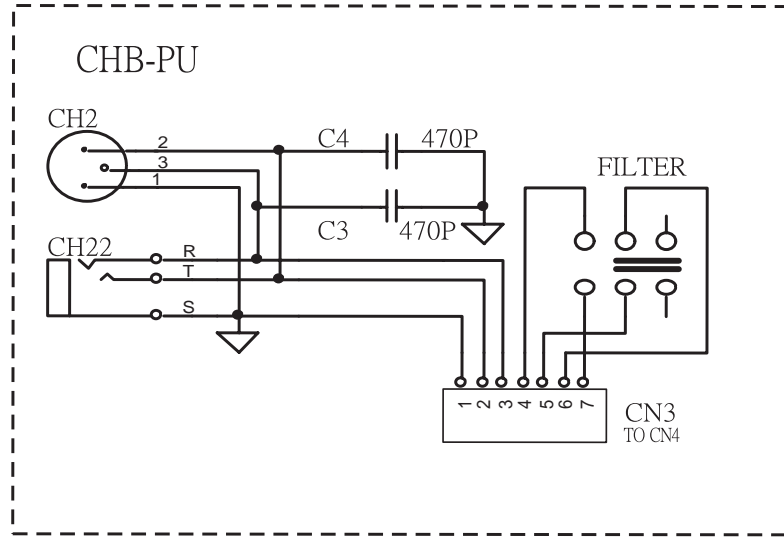 CHB-PU
CH2
2
3
1
C4 470P
C3 470P
FILTER
CH22
R
T
S
1 2 3 4 5 6 7
CN3
TO CN4